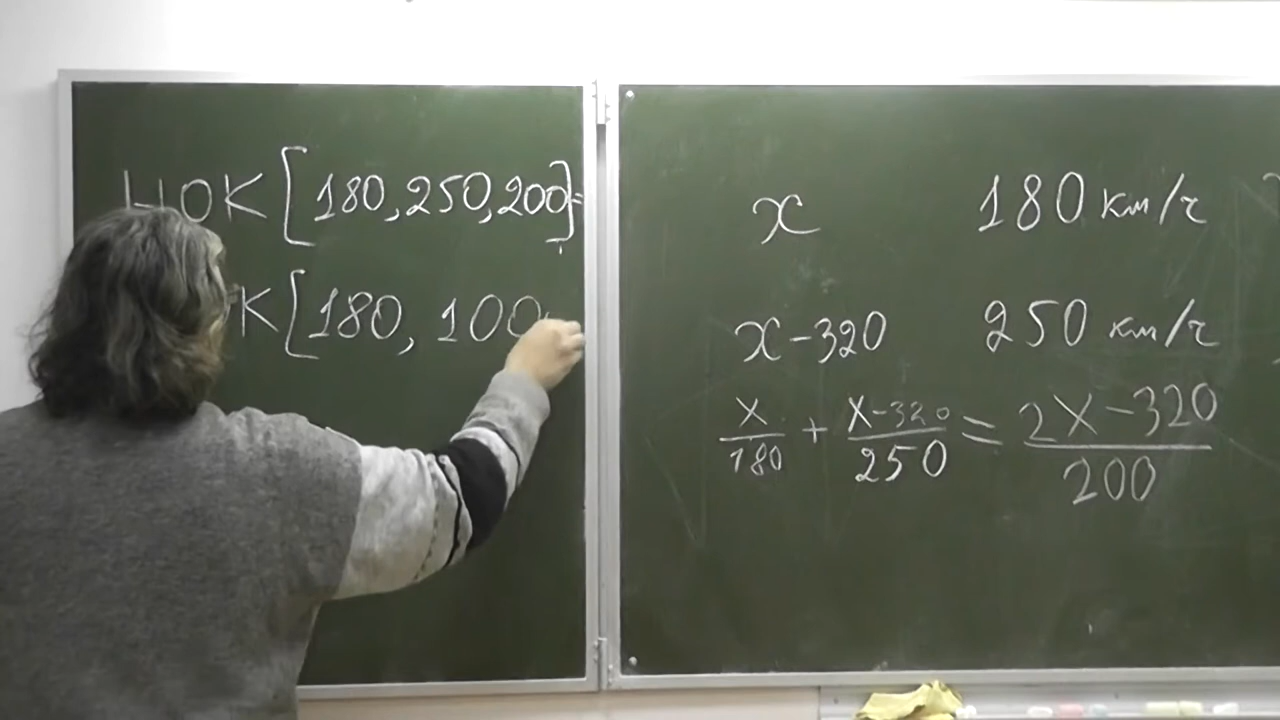 НОК [180, 250, 200] =
К [180, 100
x 180 км/ч
x - 320 250 км/ч
x/180 + (x - 320)/250 = (2x - 320)/200